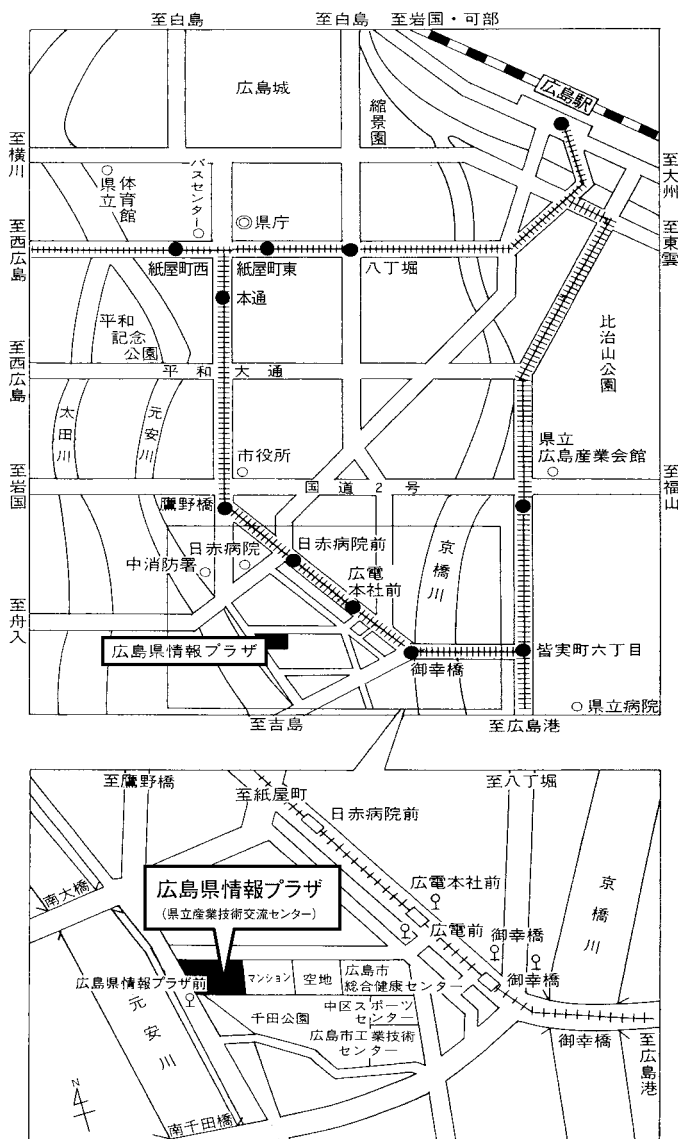 至白島
至白島
至岩国・可部
広島城
縮景園
広島駅
至横川
県立
体育館
バスセンター
◎県庁
至大州
至西広島
至東雲
紙屋町西
紙屋町東
八丁堀
本通
平和
記念
公園
比治山公園
至西広島
平和大通
太田川
元安川
市役所
県立
広島産業会館
至岩国
国道2号
至福山
鷹野橋
日赤病院
日赤病院前
中消防署
京橋川
広電
本社前
至舟入
広島県情報プラザ
皆実町六丁目
御幸橋
県立病院
至吉島
至広島港
至鷹野橋
至紙屋町
至八丁堀
日赤病院前
南大橋
広島県情報プラザ
(県立産業技術交流センター)
広電本社前
京橋川
広電前
御幸橋
御幸橋
広島県情報プラザ前
マンション
空地
広島市
総合健康センター
元安川
千田公園
中区スポーツ
センター
広島市工業技術
センター
御幸橋
至広島港
N
南千田橋